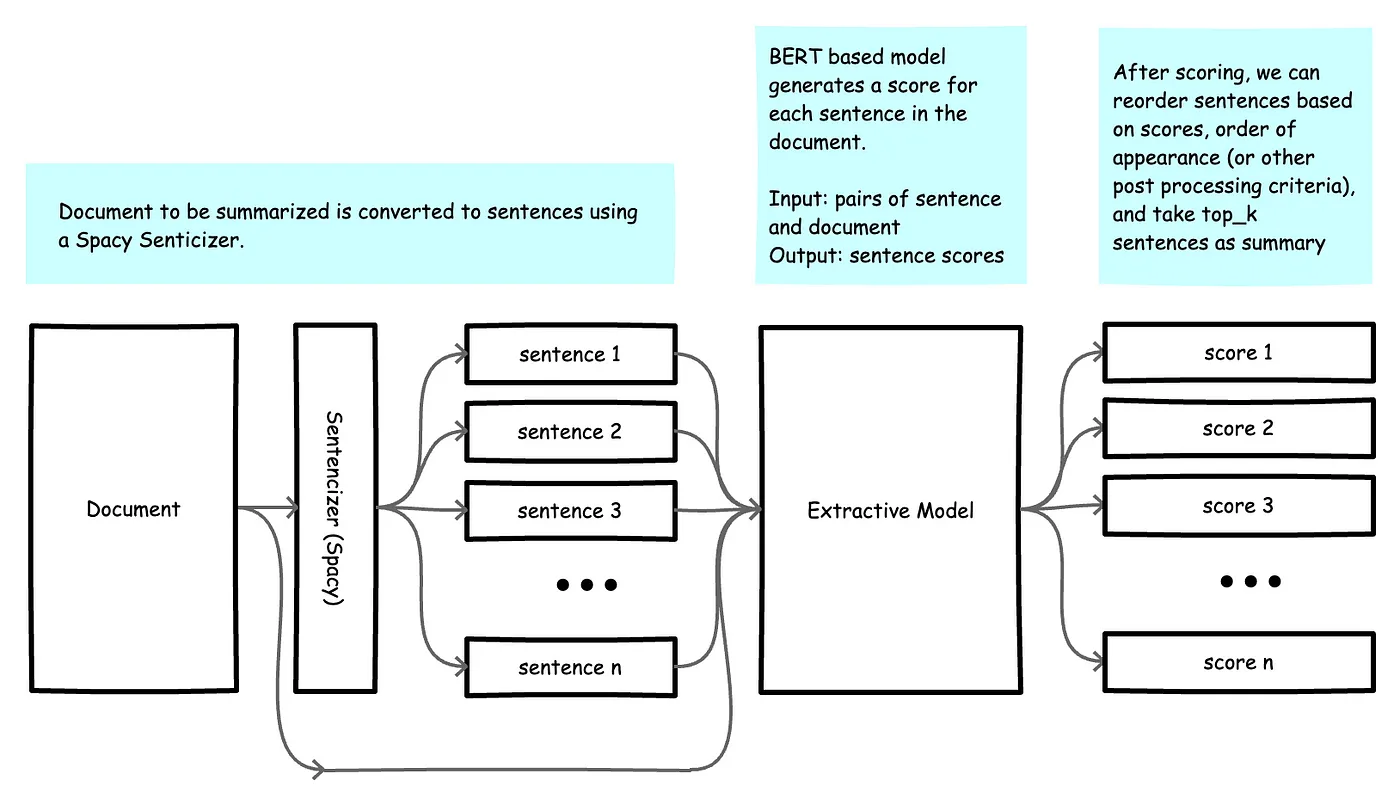 Document to be summarized is converted to sentences using
a Spacy Senticizer.
BERT based model
generates a score for
each sentence in the
document.
Input: pairs of sentence
and document
Output: sentence scores
After scoring, we can
reorder sentences based
on scores, order of
appearance (or other
post processing criteria),
and take top_k
sentences as summary
Document
Sentencizer (Spacy)
sentence 1
sentence 2
sentence 3
sentence n
Extractive Model
score 1
score 2
score 3
score n